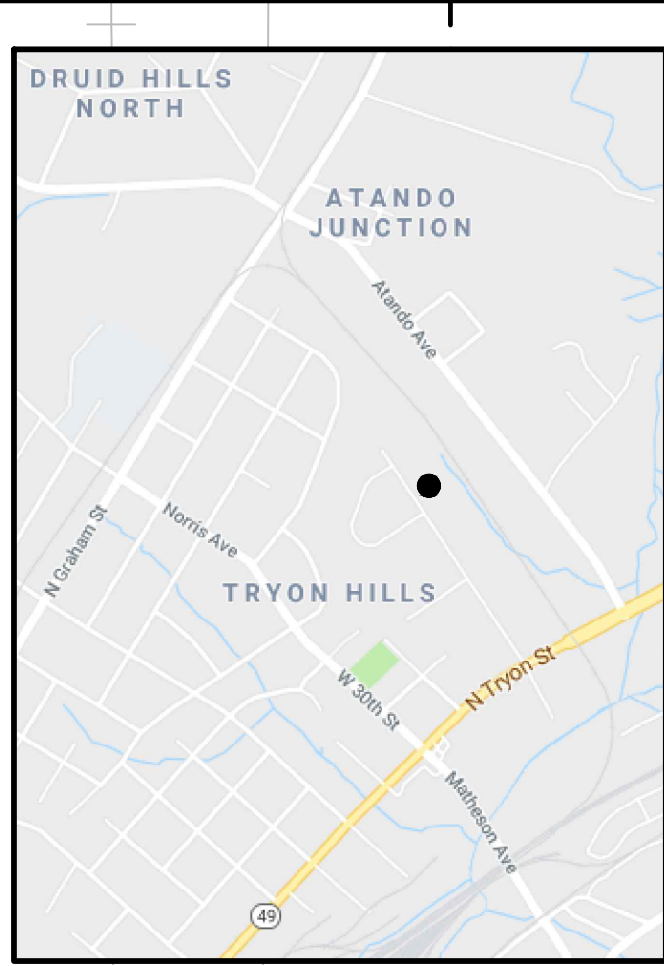 DRUID HILLS
NORTH
ATANDO
JUNCTION
Atando Ave
Norris Ave
N Graham St
TRYON HILLS
N Tryon St
W 30th St
Matheson Ave
49